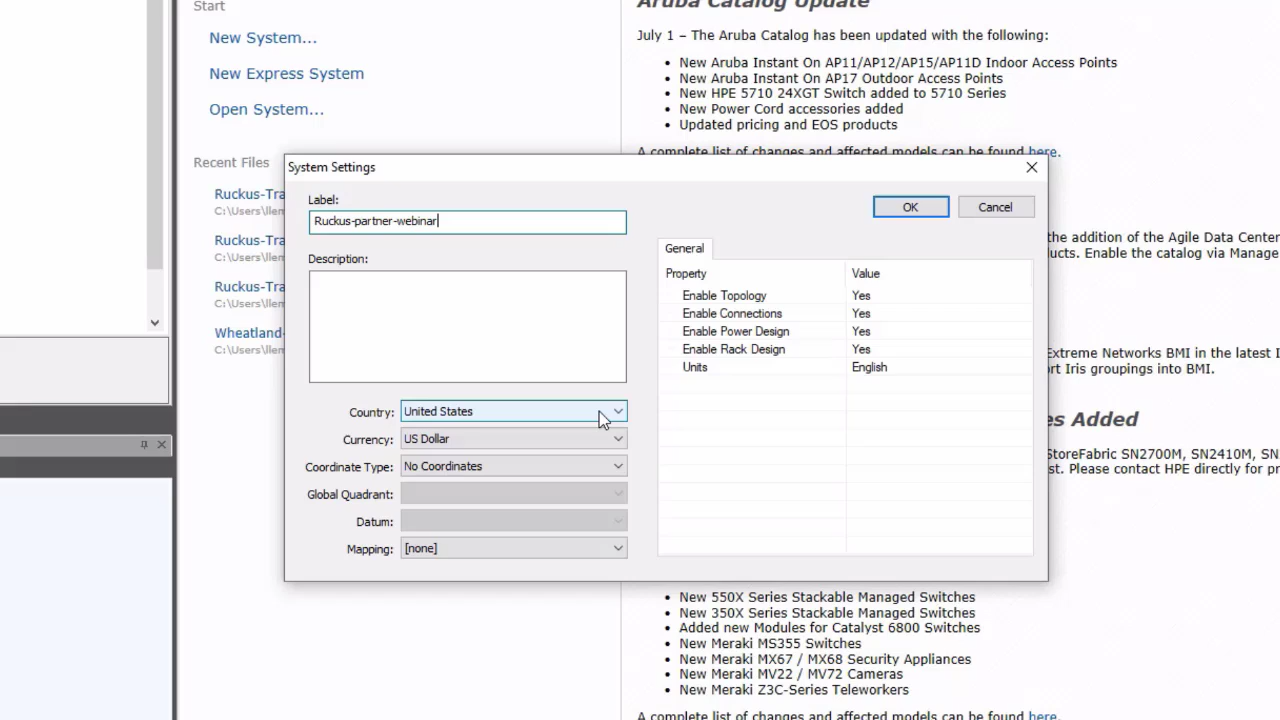 Start
New System...
New Express System
Open System...
Recent Files
Ruckus-Tra
C:\Users\llem
Ruckus-Tra
C:\Users\llem
Ruckus-Tra
C:\Users\llem
Wheatland-
C:\Users\llem
Aruba Catalog Update
July 1 – The Aruba Catalog has been updated with the following:
New Aruba Instant On AP11/AP12/AP15/AP11D Indoor Access Points
New Aruba Instant On AP17 Outdoor Access Points
New HPE 5710 24XGT Switch added to 5710 Series
New Power Cord accessories added
Updated pricing and EOS products
A complete list of changes and affected models can be found here.
System Settings
Label:
Ruckus-partner-webinar
OK
Cancel
Description:
Country:
United States
Currency:
US Dollar
Coordinate Type:
No Coordinates
Global Quadrant:
Datum:
Mapping:
[none]
General
Property
Value
Enable Topology
Yes
Enable Connections
Yes
Enable Power Design
Yes
Enable Rack Design
Yes
Units
English
the addition of the Agile Data Center
ucts. Enable the catalog via Manage
Extreme Networks BMI in the latest I
rt Iris groupings into BMI.
es Added
StoreFabric SN2700M, SN2410M, SN
st. Please contact HPE directly for pr
New 550X Series Stackable Managed Switches
New 350X Series Stackable Managed Switches
Added new Modules for Catalyst 6800 Switches
New Meraki MS355 Switches
New Meraki MX67 / MX68 Security Appliances
New Meraki MV22 / MV72 Cameras
New Meraki Z3C-Series Teleworkers
A complete list of changes and affected models can be found here.